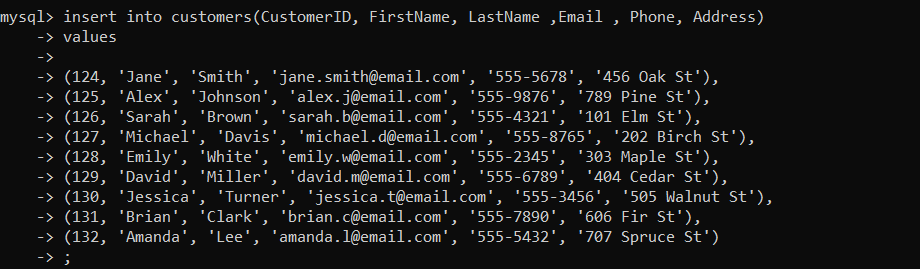 mysql> insert into customers(CustomerID, FirstName, LastName ,Email , Phone, Address)
    -> values
    ->
    -> (124, 'Jane', 'Smith', 'jane.smith@email.com', '555-5678', '456 Oak St'),
    -> (125, 'Alex', 'Johnson', 'alex.j@email.com', '555-9876', '789 Pine St'),
    -> (126, 'Sarah', 'Brown', 'sarah.b@email.com', '555-4321', '101 Elm St'),
    -> (127, 'Michael', 'Davis', 'michael.d@email.com', '555-8765', '202 Birch St'),
    -> (128, 'Emily', 'White', 'emily.w@email.com', '555-2345', '303 Maple St'),
    -> (129, 'David', 'Miller', 'david.m@email.com', '555-6789', '404 Cedar St'),
    -> (130, 'Jessica', 'Turner', 'jessica.t@email.com', '555-3456', '505 Walnut St'),
    -> (131, 'Brian', 'Clark', 'brian.c@email.com', '555-7890', '606 Fir St'),
    -> (132, 'Amanda', 'Lee', 'amanda.l@email.com', '555-5432', '707 Spruce St')
    -> ;